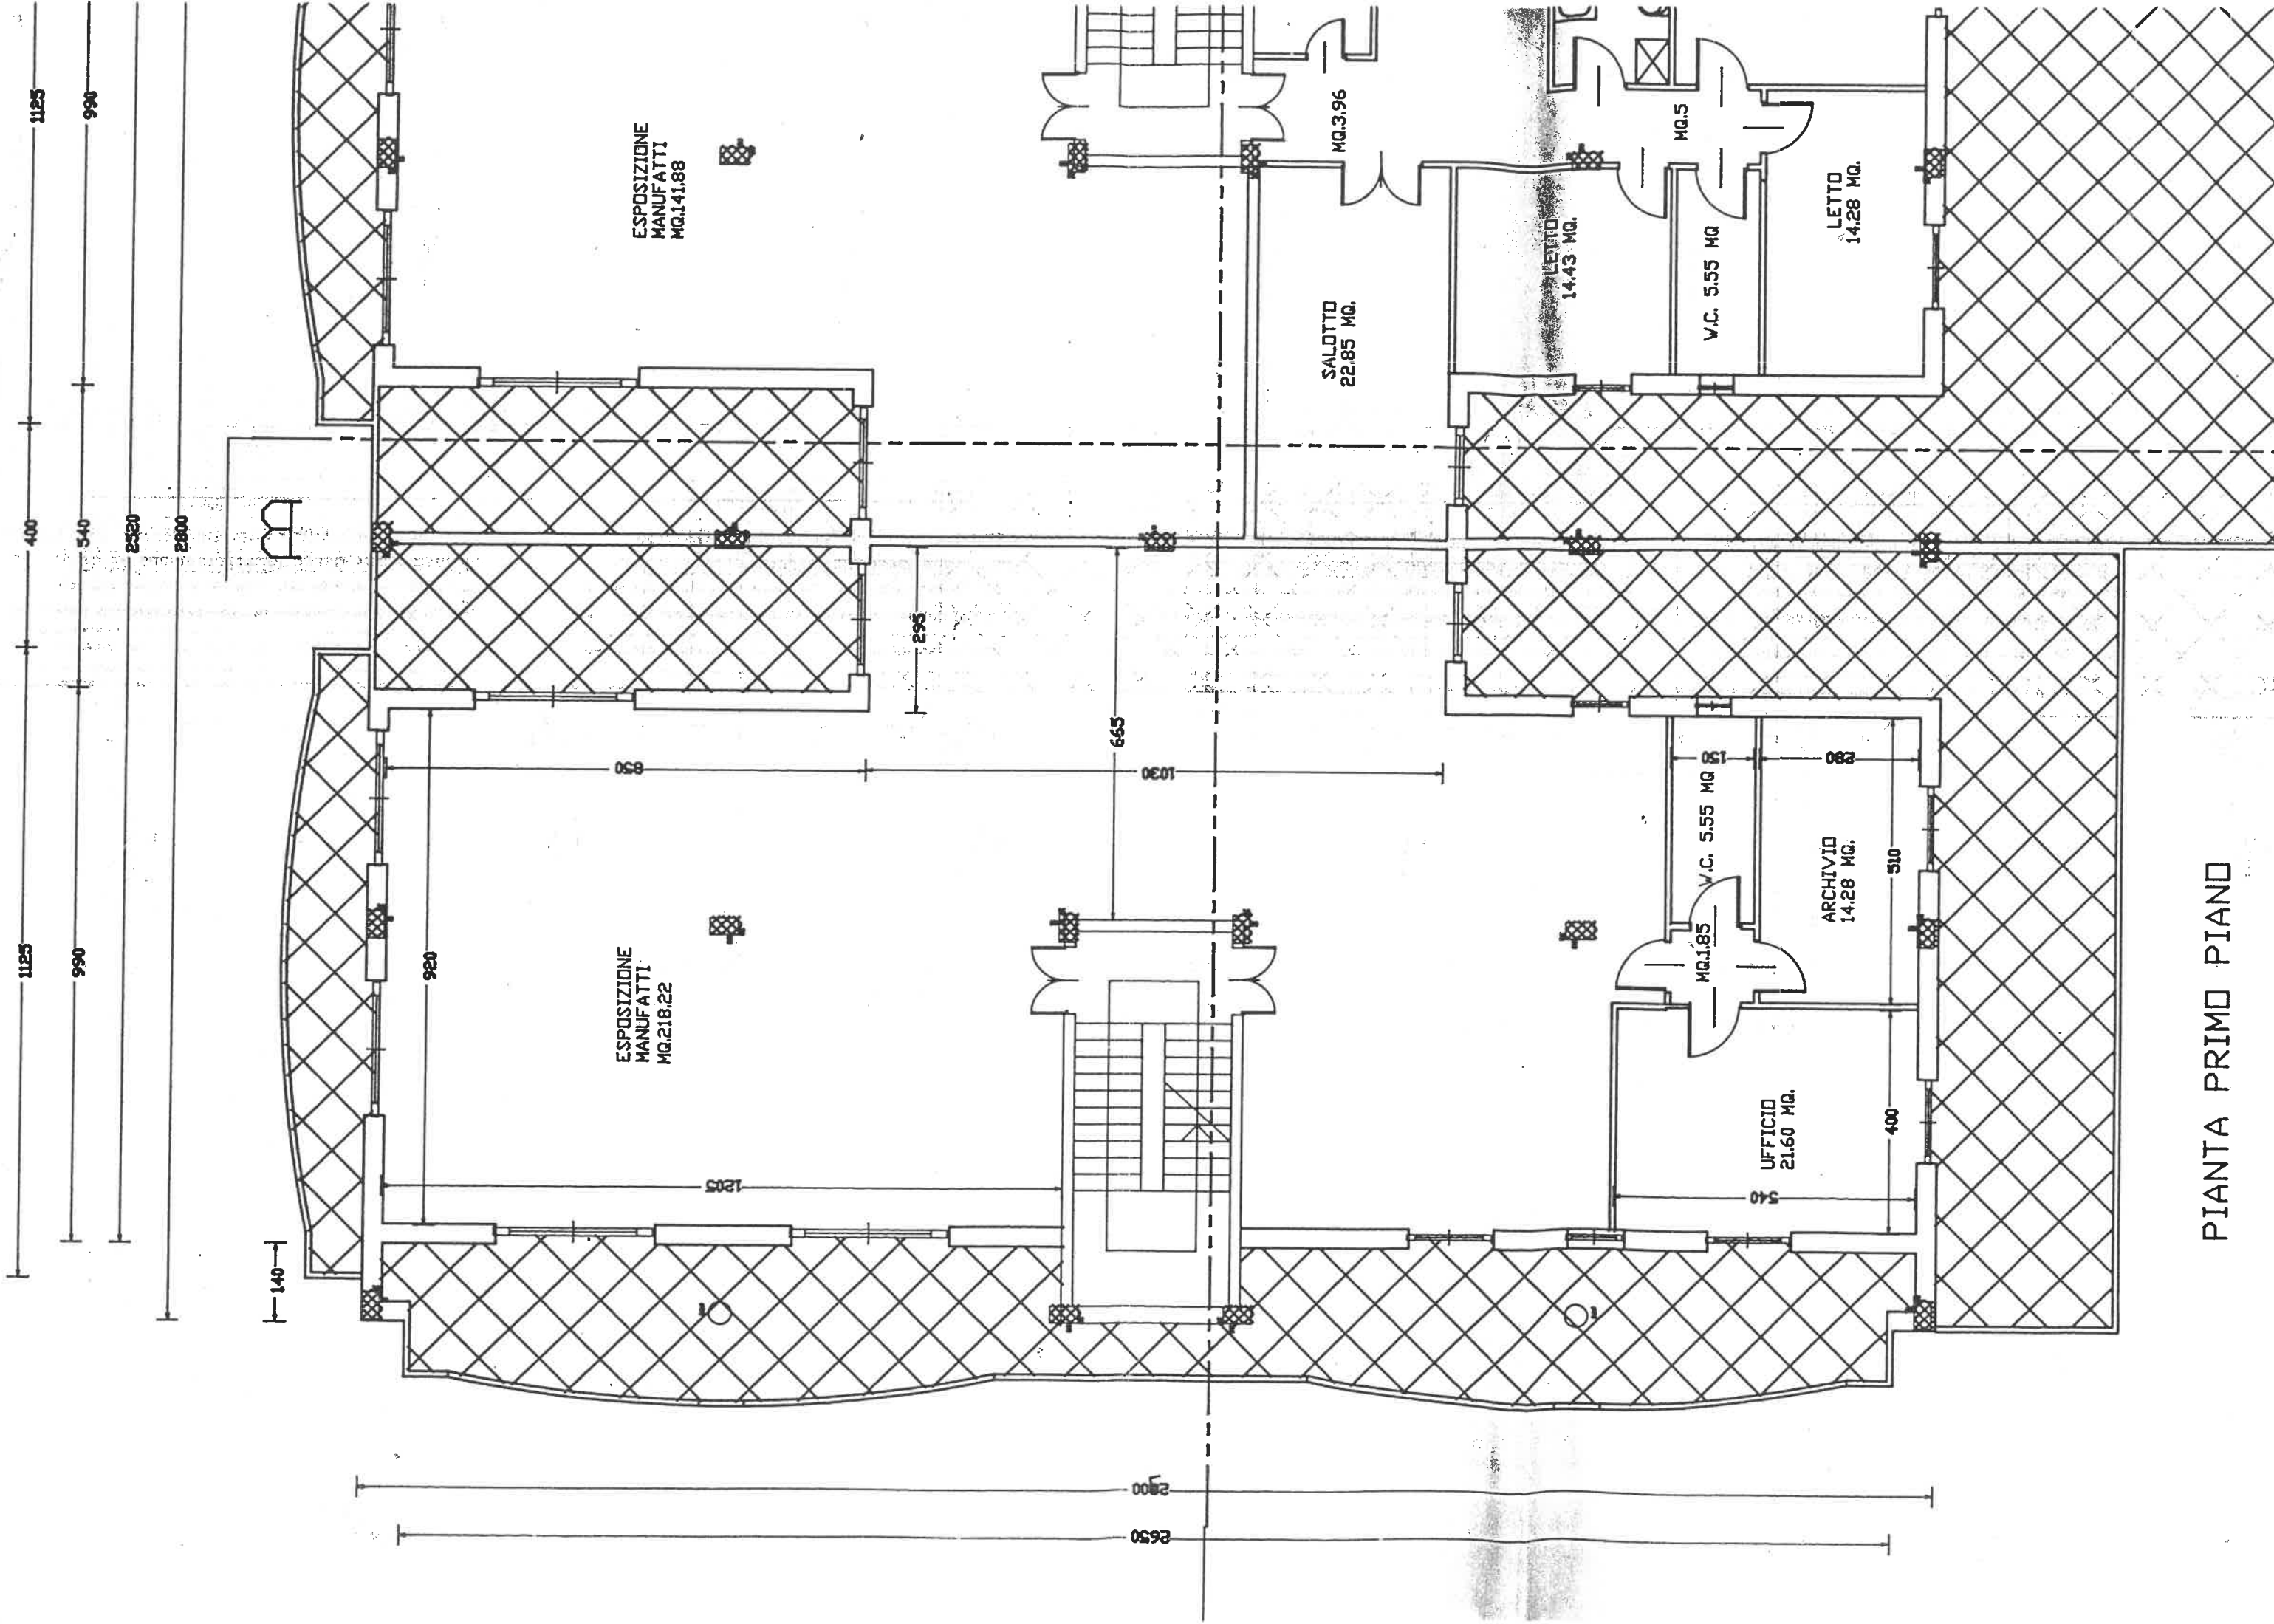 1125
400
1125
990
540
990
2520
2800
B
140
ESPOSIZIONE
MANUFATTI
MQ.141.88
MQ.3.96
MQ.5
SALOTTO
22.85 MQ.
LETTO
14.43 MQ.
W.C. 5.55 MQ
LETTO
14.28 MQ.
295
665
850
1030
920
1205
ESPOSIZIONE
MANUFATTI
MQ.218.22
150
280
W.C. 5.55 MQ
MQ.1.85
ARCHIVIO
14.28 MQ.
510
UFFICIO
21.60 MQ.
400
540
2800
2650
PIANTA PRIMO PIANO